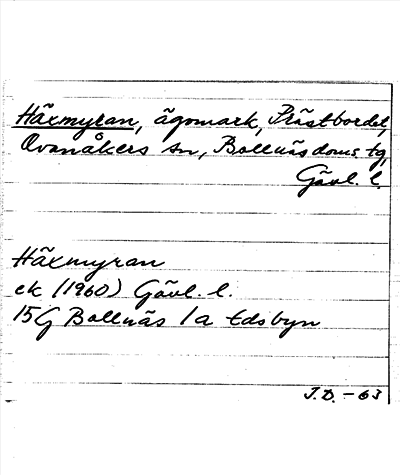 Häxmyran, ägomark, Prästbordet,
Ovanåkers sn, Bollnäs doms. tg,
Gävl. l.
Häxmyran
ek (1960) Gävl. l.
15G Bollnäs 1a Edsbyn
J.D. - 63